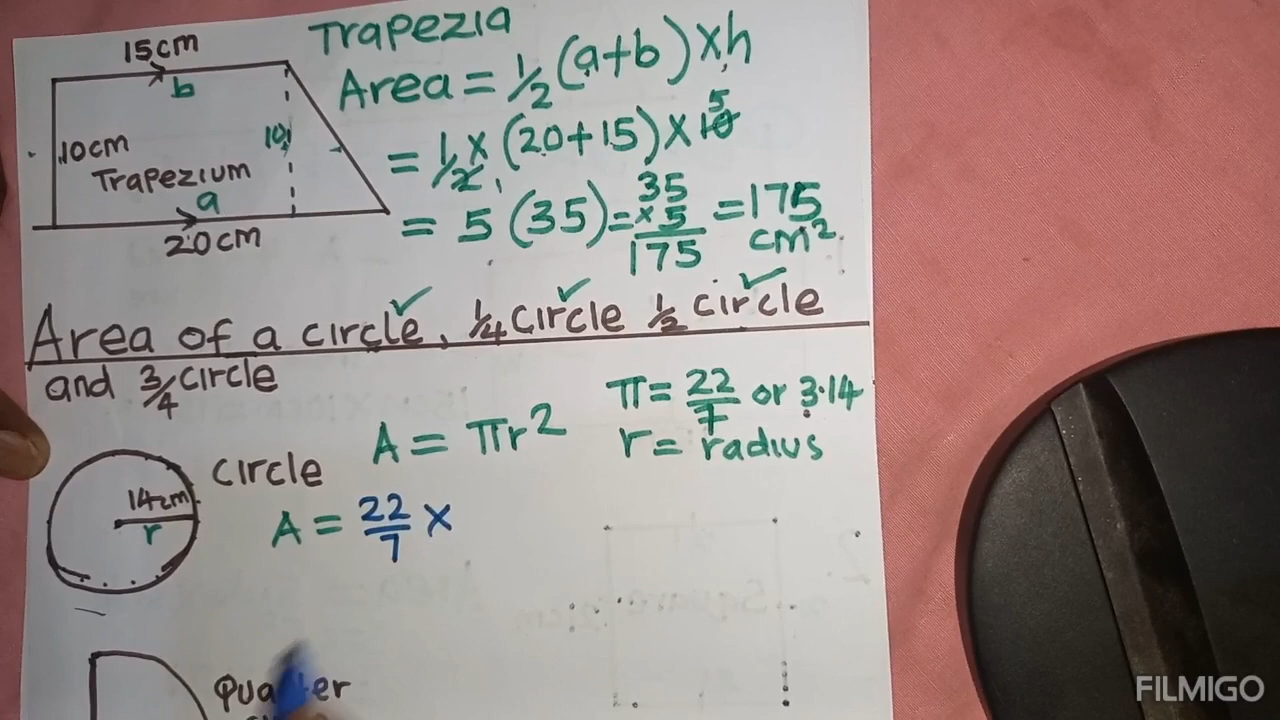 Trapezia
15cm
b
Area = 1/2 (a+b) × h
10cm
10
= 1/2 × (20+15) × 10 5
1
Trapezium
a
20cm
= 5 (35) = 35 ×5 175 = 175 cm²
Area of a circle, 1/4 circle 1/2 circle
and 3/4 circle
π = 22/7 or 3.14
A = πr²
r = radius
circle
14cm
r
A = 22/7 ×
FILMIGO